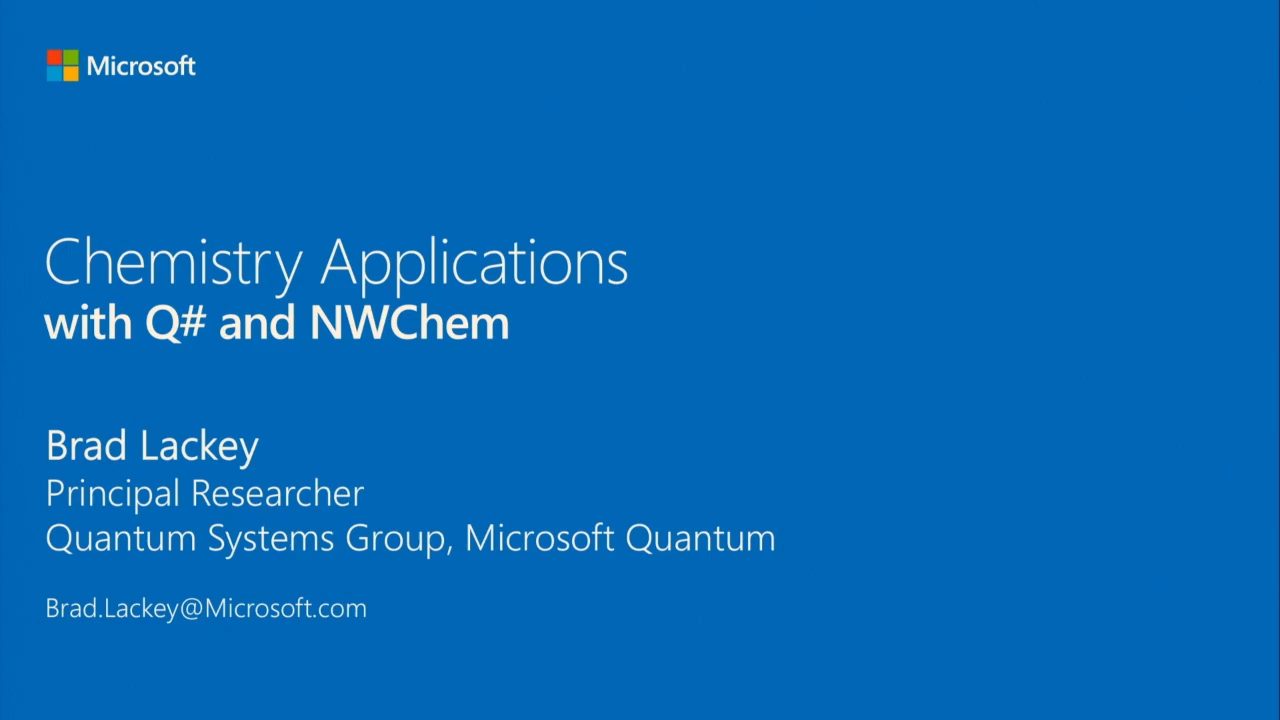 Microsoft
Chemistry Applications
with Q# and NWChem
Brad Lackey
Principal Researcher
Quantum Systems Group, Microsoft Quantum
Brad.Lackey@Microsoft.com